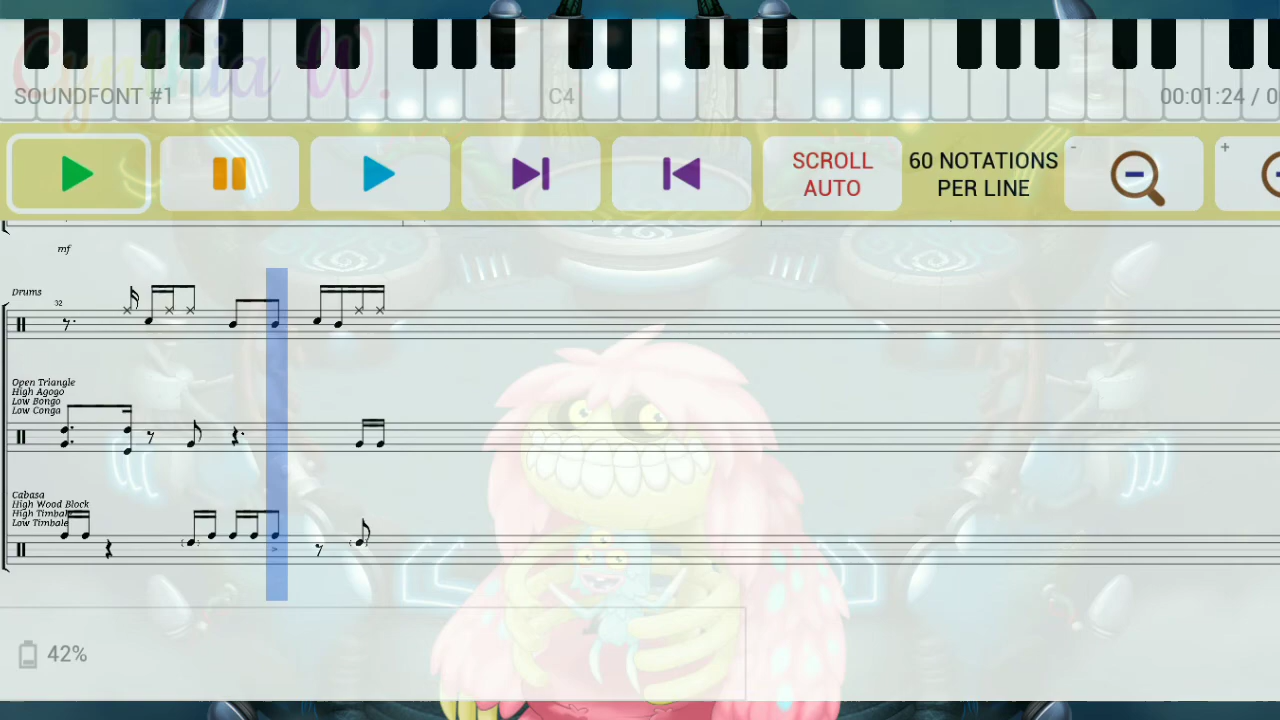 Cynthia W.
SOUNDFONT #1
C4
00:01:24 / 0
SCROLL
AUTO
60 NOTATIONS
PER LINE
-
+
mf
Drums
32
Open Triangle
High Agogo
Low Bongo
Low Conga
Cabasa
High Wood Block
High Timbale
Low Timbale
42%